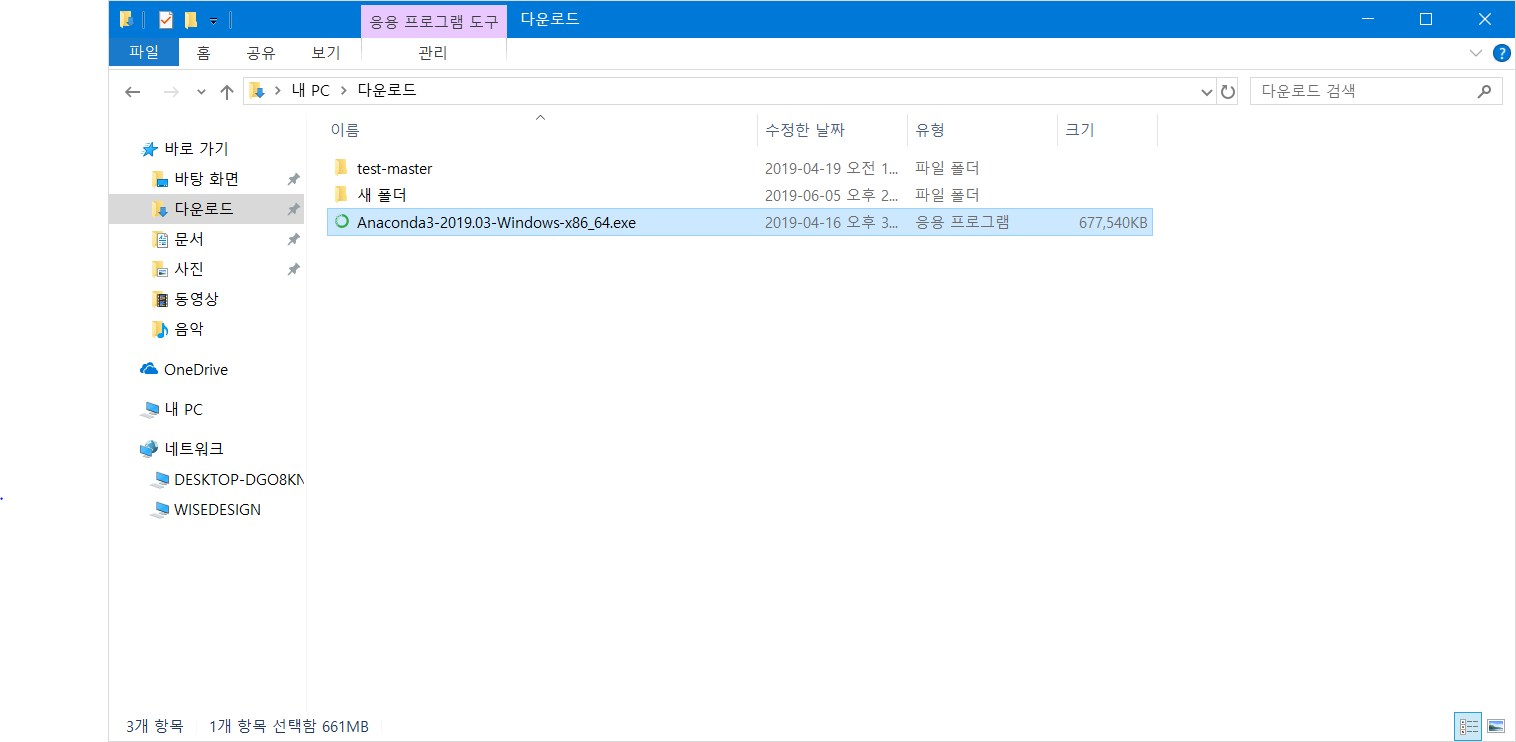 응용 프로그램 도구 다운로드
파일 홈 공유 보기 관리
내 PC 다운로드 다운로드 검색
이름 수정한 날짜 유형 크기
바로 가기
바탕 화면
다운로드
문서
사진
동영상
음악
OneDrive
내 PC
네트워크
DESKTOP-DGO8KN
WISEDESIGN
test-master 2019-04-19 오전 1... 파일 폴더
새 폴더 2019-06-05 오후 2... 파일 폴더
Anaconda3-2019.03-Windows-x86_64.exe 2019-04-16 오후 3... 응용 프로그램 677,540KB
3개 항목 1개 항목 선택함 661MB